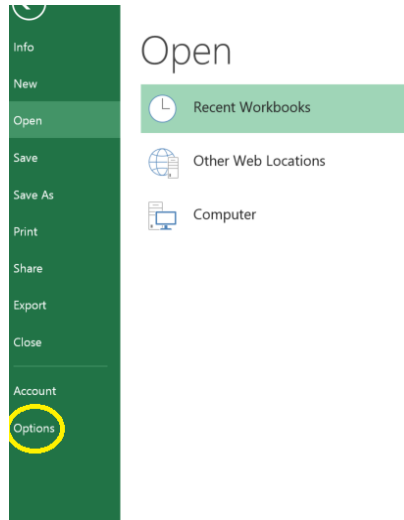 Info
New
Open
Save
Save As
Print
Share
Export
Close
Account
Options
Open
Recent Workbooks
Other Web Locations
Computer